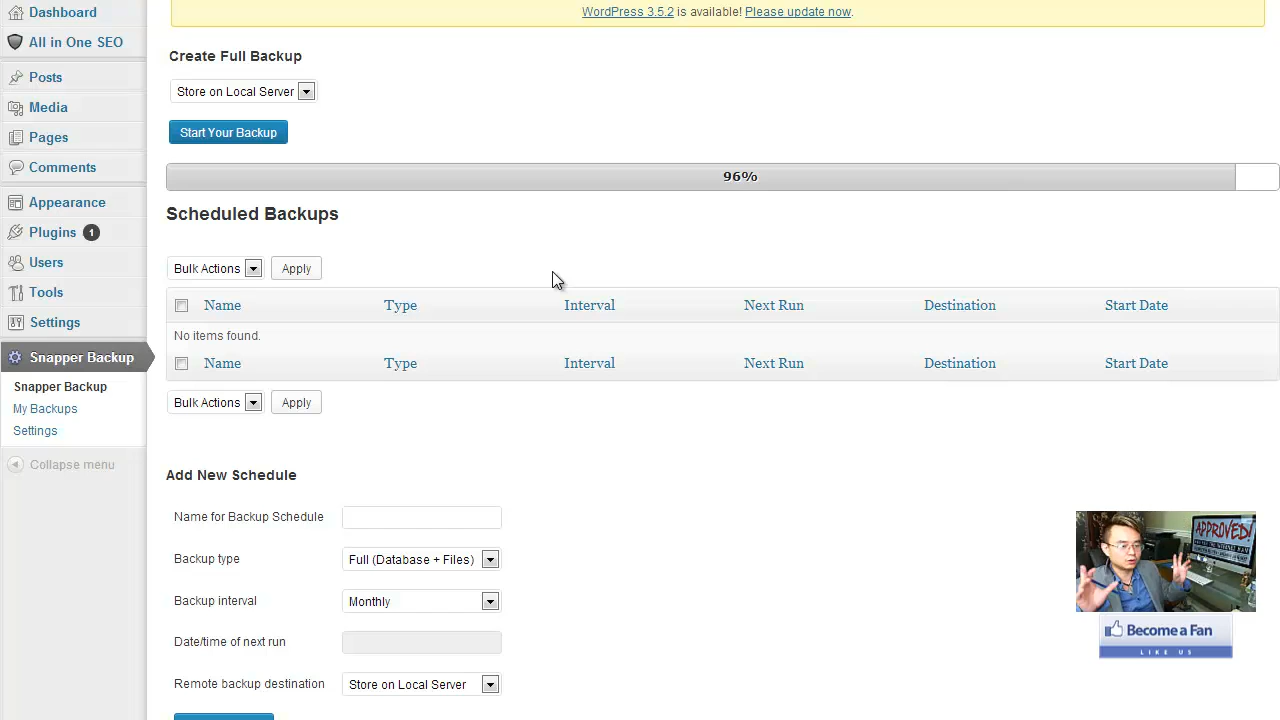 Dashboard
All in One SEO
Posts
Media
Pages
Comments
Appearance
Plugins 1
Users
Tools
Settings
Snapper Backup
Snapper Backup
My Backups
Settings
Collapse menu
WordPress 3.5.2 is available! Please update now.
Create Full Backup
Store on Local Server
Start Your Backup
96%
Scheduled Backups
Bulk Actions Apply
Name Type Interval Next Run Destination Start Date
No items found.
Name Type Interval Next Run Destination Start Date
Bulk Actions Apply
Add New Schedule
Name for Backup Schedule
Backup type Full (Database + Files)
Backup interval Monthly
Date/time of next run
Remote backup destination Store on Local Server
APPROVED!
Become a Fan
LIKE US